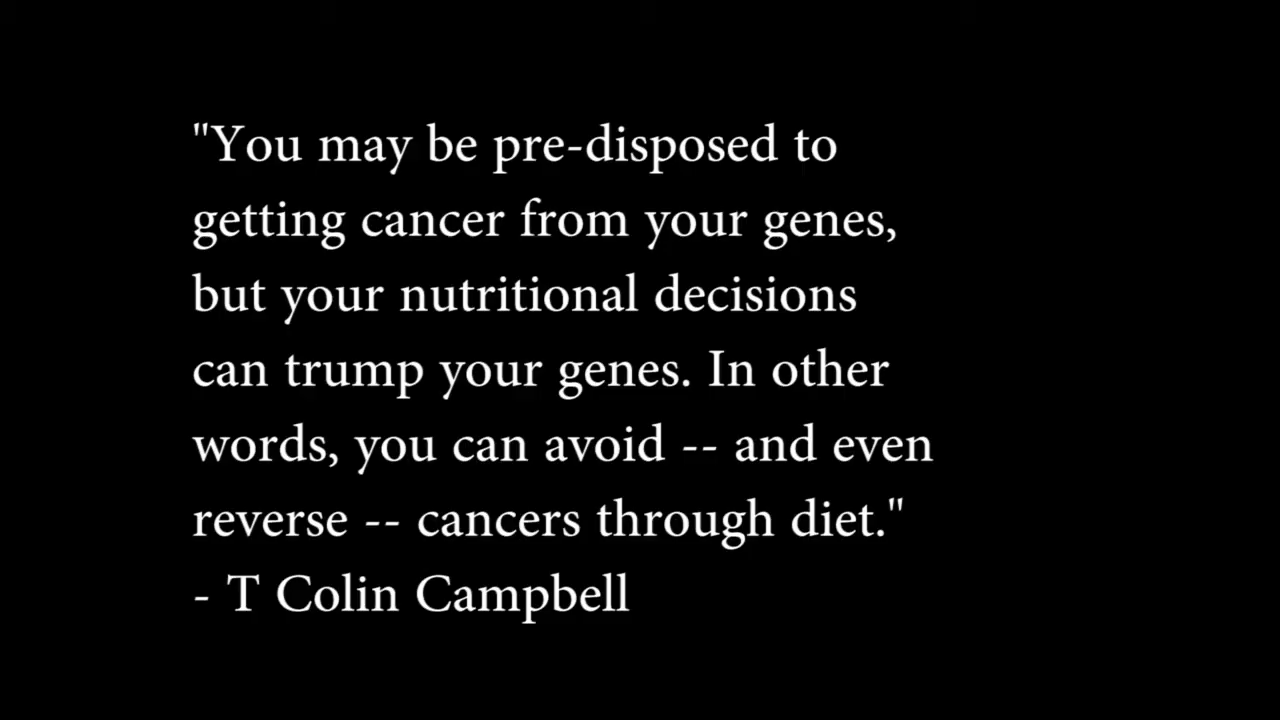 "You may be pre-disposed to
getting cancer from your genes,
but your nutritional decisions
can trump your genes. In other
words, you can avoid -- and even
reverse -- cancers through diet."
- T Colin Campbell